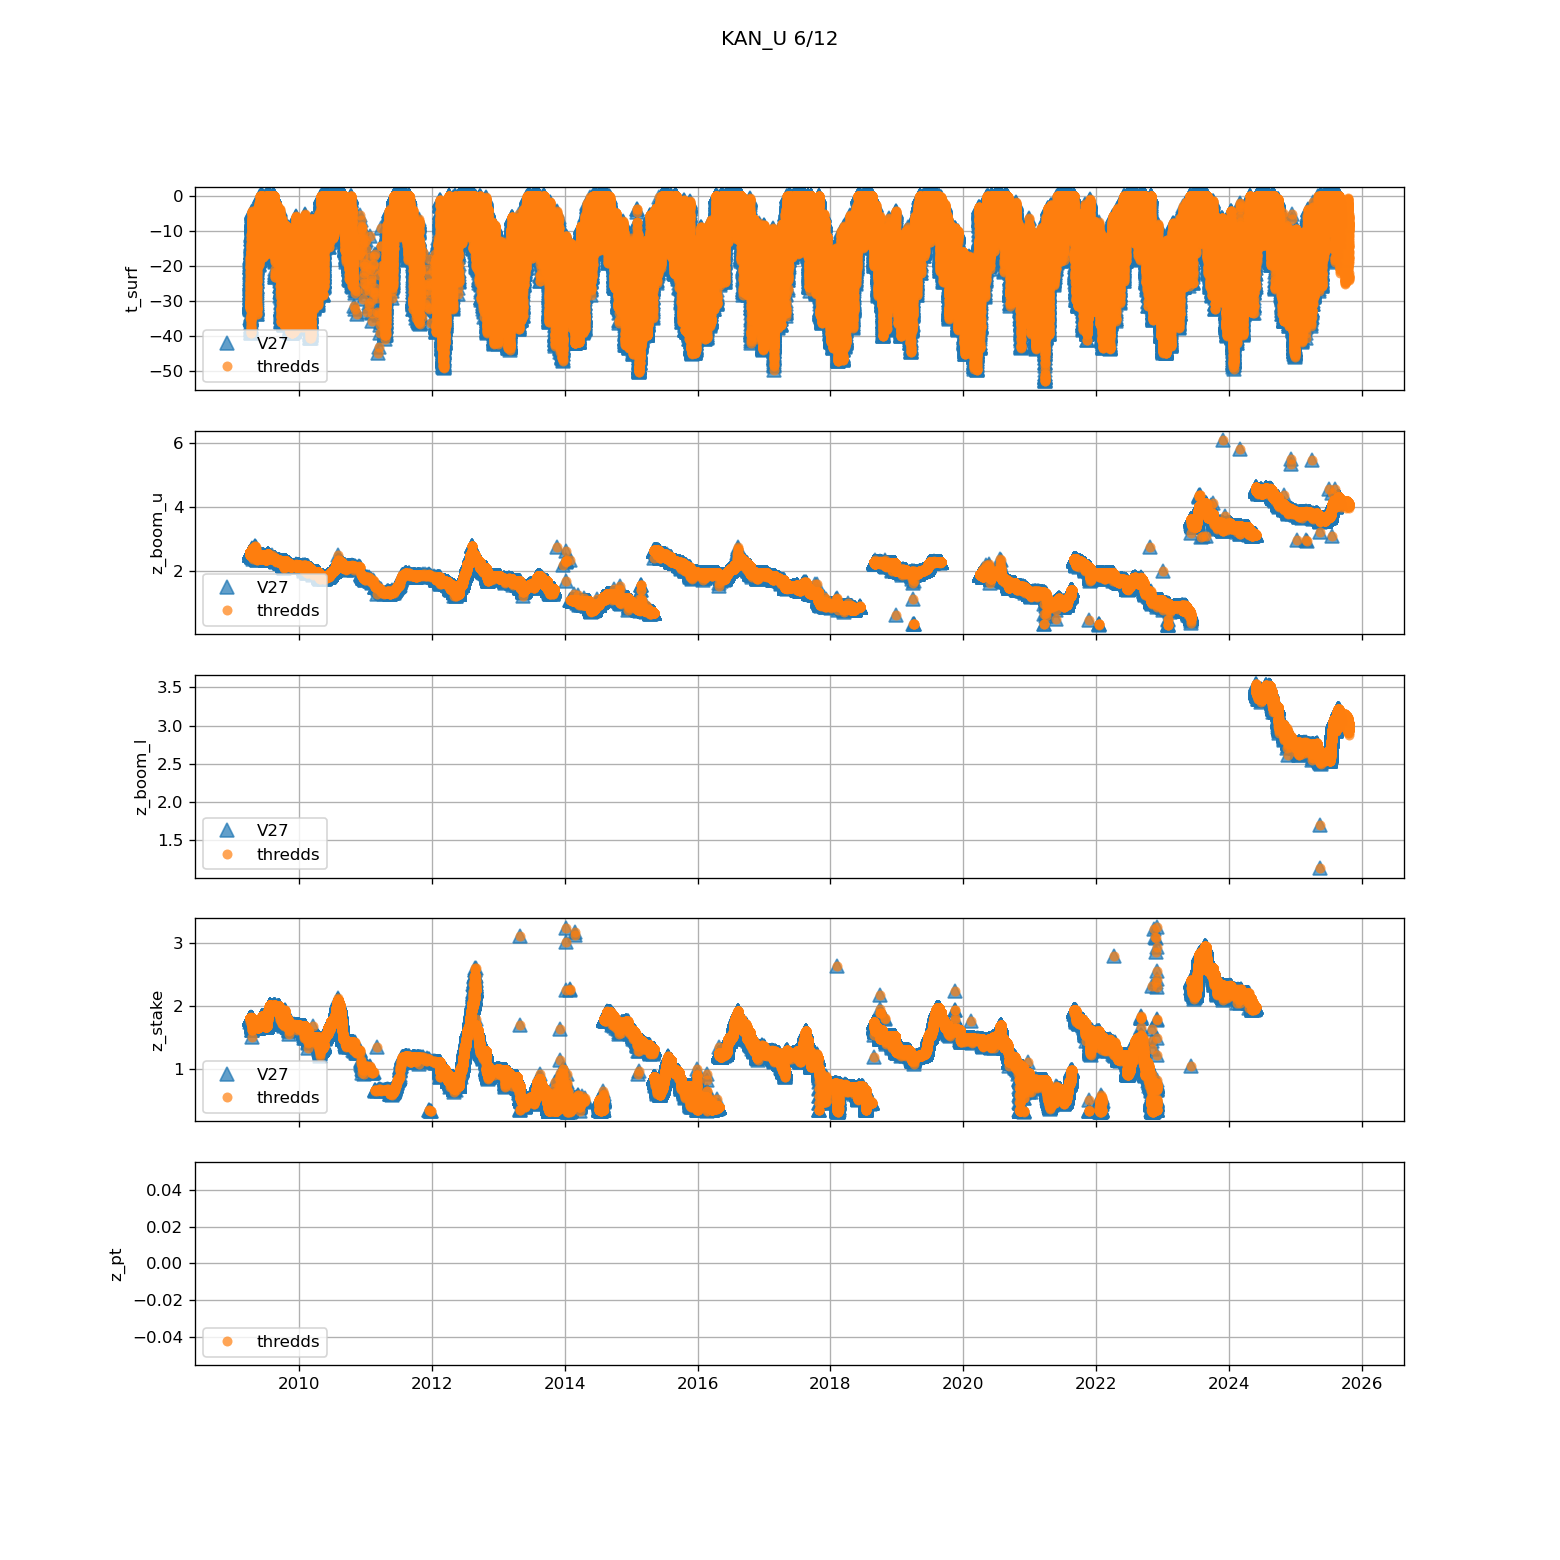 KAN_U 6/12
0
−10
−20
−30
−40
−50
t_surf
V27
thredds
6
4
2
z_boom_u
V27
thredds
3.5
3.0
2.5
2.0
1.5
z_boom_l
V27
thredds
3
2
1
z_stake
V27
thredds
0.04
0.02
0.00
−0.02
−0.04
z_pt
thredds
2010 2012 2014 2016 2018 2020 2022 2024 2026